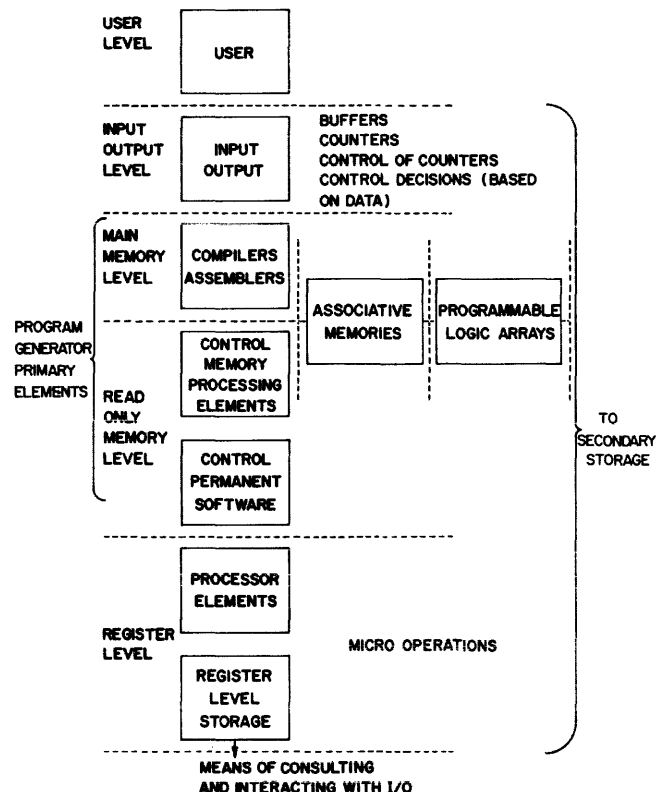 USER
LEVEL
USER
INPUT
OUTPUT
LEVEL
INPUT
OUTPUT
BUFFERS
COUNTERS
CONTROL OF COUNTERS
CONTROL DECISIONS (BASED
ON DATA)
PROGRAM
GENERATOR
PRIMARY
ELEMENTS
MAIN
MEMORY
LEVEL
COMPILERS
ASSEMBLERS
ASSOCIATIVE
MEMORIES
PROGRAMMABLE
LOGIC ARRAYS
READ
ONLY
MEMORY
LEVEL
CONTROL
MEMORY
PROCESSING
ELEMENTS
CONTROL
PERMANENT
SOFTWARE
TO
SECONDARY
STORAGE
REGISTER
LEVEL
PROCESSOR
ELEMENTS
MICRO OPERATIONS
REGISTER
LEVEL
STORAGE
MEANS OF CONSULTING
AND INTERACTING WITH I/O